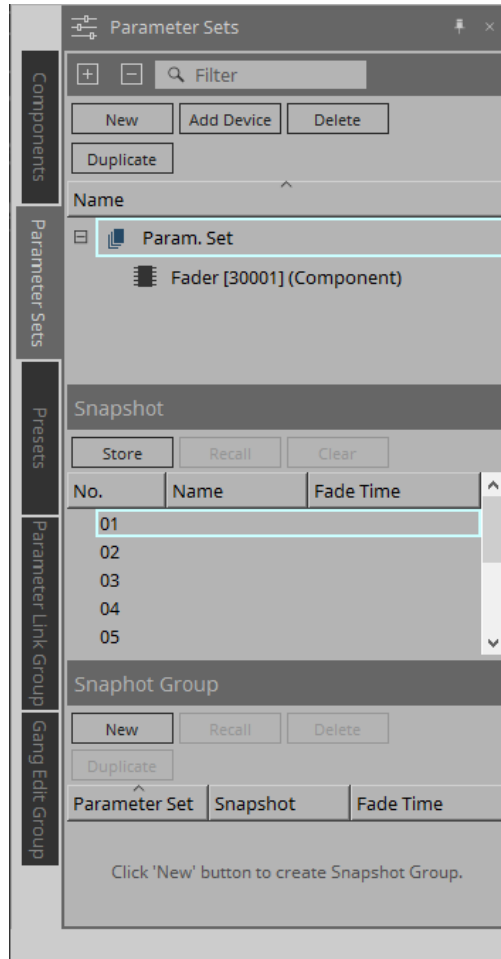 Parameter Sets
Filter
New Add Device Delete
Duplicate
Name
Param. Set
Fader [30001] (Component)
Snapshot
Store Recall Clear
No. Name Fade Time
01
02
03
04
05
Snaphot Group
New Recall Delete
Duplicate
Parameter Set Snapshot Fade Time
Click 'New' button to create Snapshot Group.
Components
Parameter Sets
Presets
Parameter Link Group
Gang Edit Group